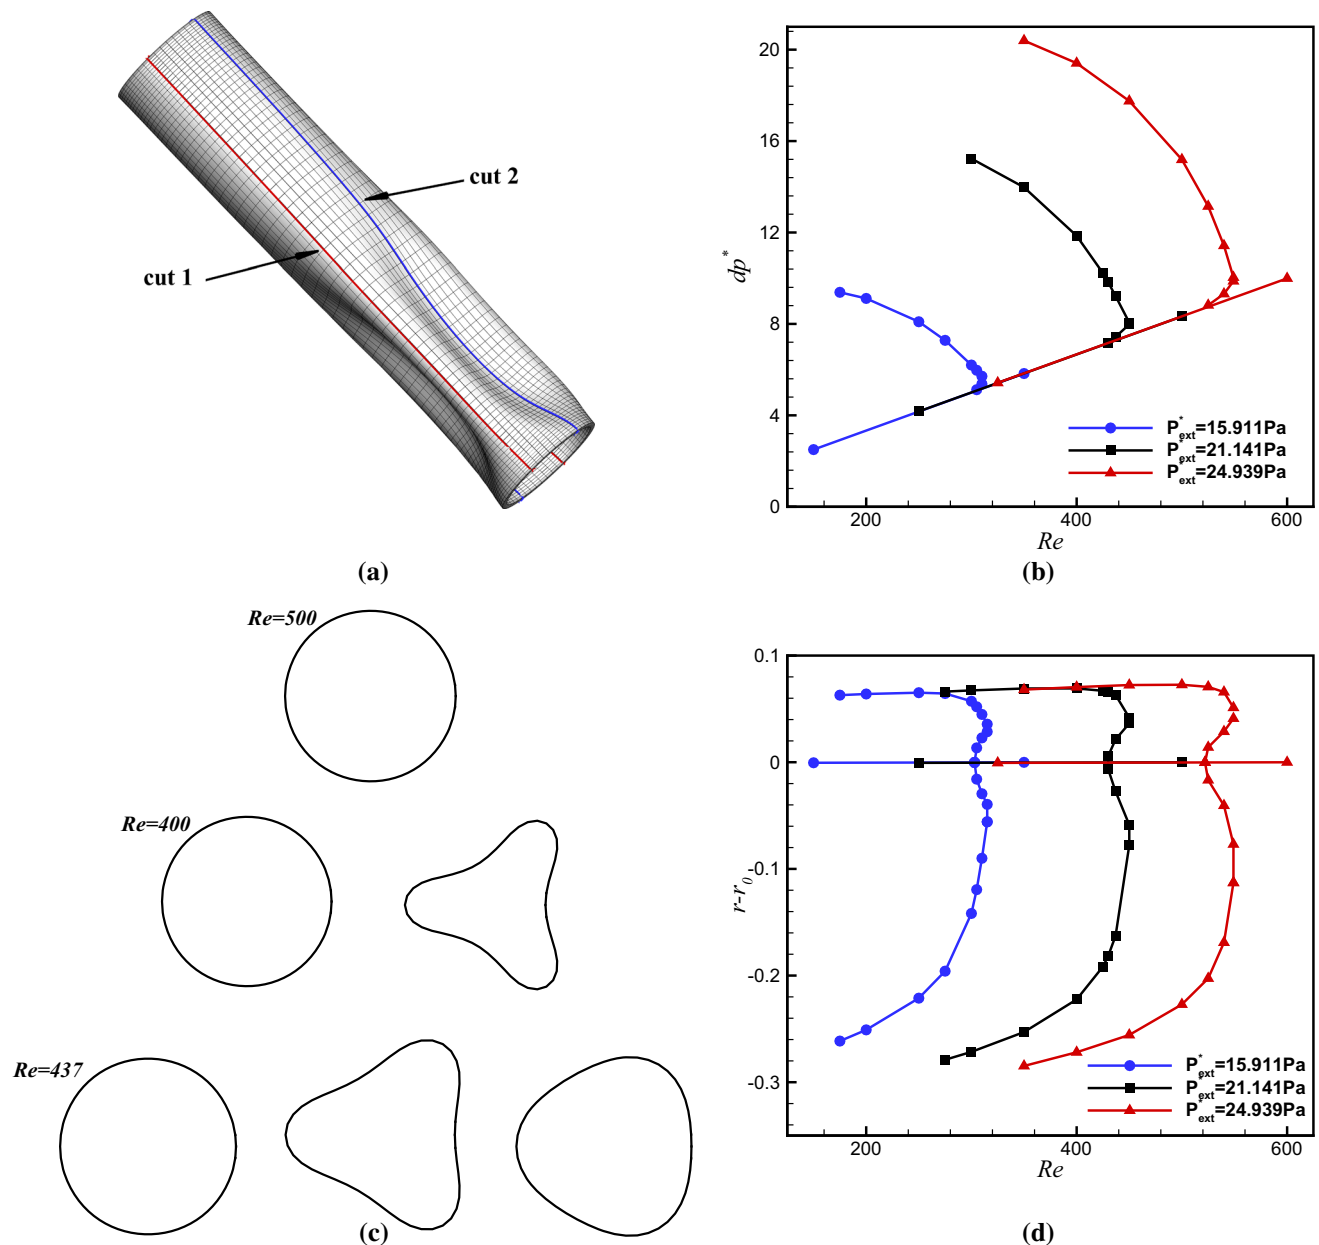 cut 2
cut 1
(a)
20
16
12
8
4
0
dp*
200
400
600
Re
P*ext=15.911Pa
P*ext=21.141Pa
P*ext=24.939Pa
(b)
Re=500
Re=400
Re=437
(c)
0.1
0
-0.1
-0.2
-0.3
r-r0
200
400
600
Re
P*ext=15.911Pa
P*ext=21.141Pa
P*ext=24.939Pa
(d)